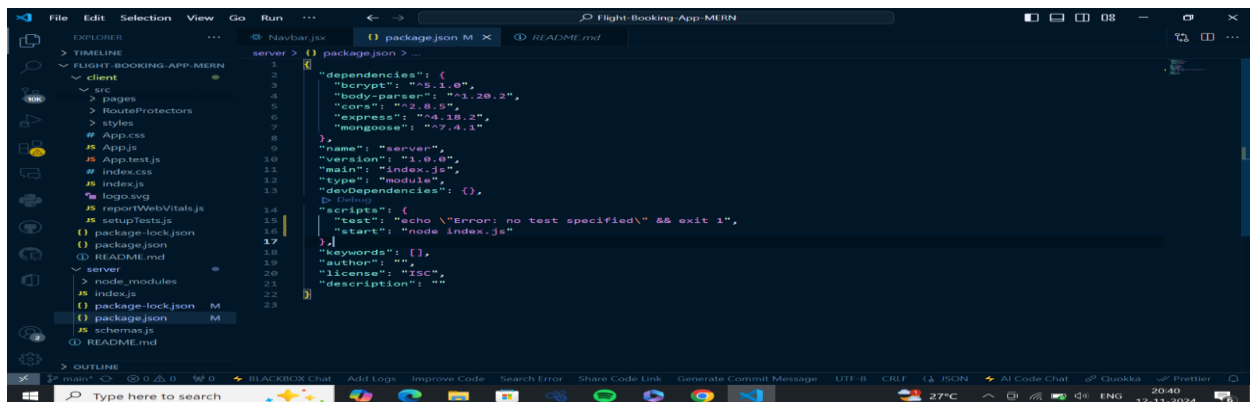 File Edit Selection View Go Run ··· ← → Flight-Booking-App-MERN
EXPLORER ···
> TIMELINE
FLIGHT-BOOKING-APP-MERN
client
src
> pages
> RouteProtectors
> styles
# App.css
JS App.js
JS App.test.js
# index.css
JS index.js
logo.svg
JS reportWebVitals.js
JS setupTests.js
{} package-lock.json
{} package.json
README.md
server
> node_modules
JS index.js
{} package-lock.json M
{} package.json M
JS schemas.js
README.md
> OUTLINE
10K
2
Navbar.jsx {} package.json M × README.md
server > {} package.json > ...
1 {
2 "dependencies": {
3 "bcrypt": "^5.1.0",
4 "body-parser": "^1.20.2",
5 "cors": "^2.8.5",
6 "express": "^4.18.2",
7 "mongoose": "^7.4.1"
8 },
9 "name": "server",
10 "version": "1.0.0",
11 "main": "index.js",
12 "type": "module",
13 "devDependencies": {},
Debug
14 "scripts": {
15 "test": "echo \"Error: no test specified\" && exit 1",
16 "start": "node index.js"
17 },
18 "keywords": [],
19 "author": "",
20 "license": "ISC",
21 "description": ""
22 }
23
main* 0 0 0 BLACKBOX Chat Add Logs Improve Code Search Error Share Code Link Generate Commit Message UTF-8 CRLF {} JSON AI Code Chat Quokka Prettier
Type here to search 27°C ENG 20:40
13-11-2024